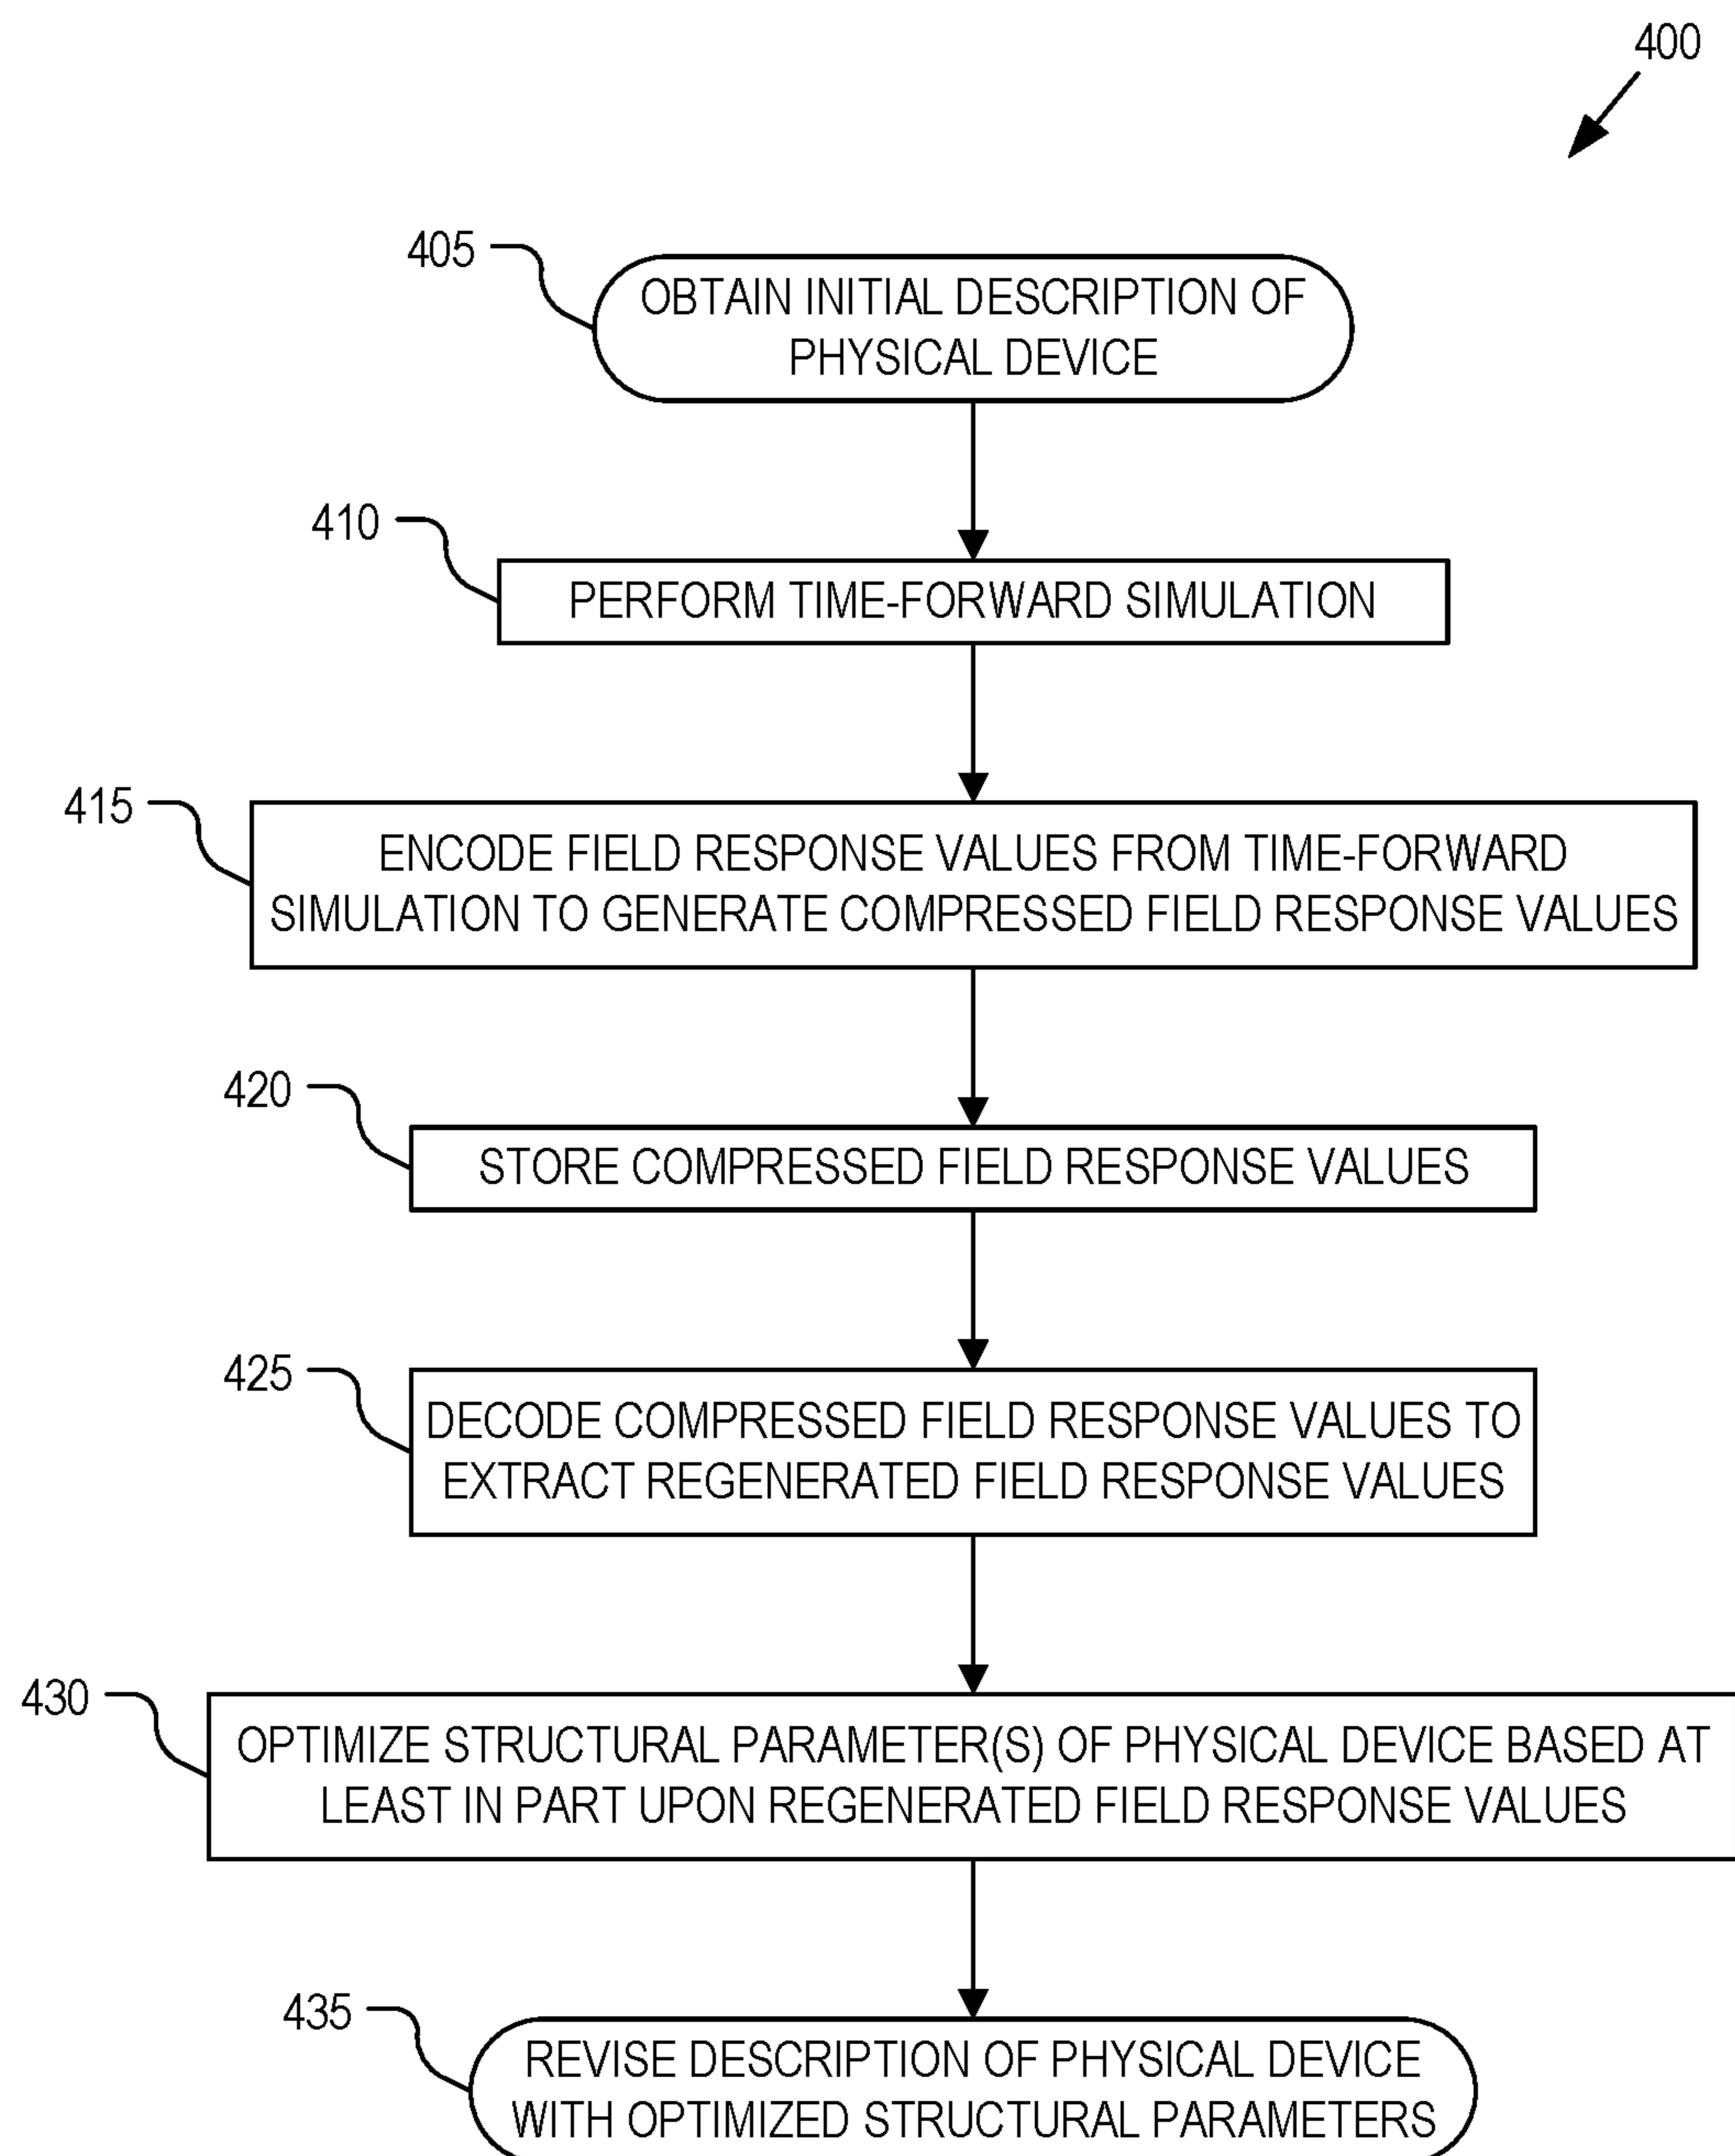 400
405
OBTAIN INITIAL DESCRIPTION OF
PHYSICAL DEVICE
410
PERFORM TIME-FORWARD SIMULATION
415
ENCODE FIELD RESPONSE VALUES FROM TIME-FORWARD
SIMULATION TO GENERATE COMPRESSED FIELD RESPONSE VALUES
420
STORE COMPRESSED FIELD RESPONSE VALUES
425
DECODE COMPRESSED FIELD RESPONSE VALUES TO
EXTRACT REGENERATED FIELD RESPONSE VALUES
430
OPTIMIZE STRUCTURAL PARAMETER(S) OF PHYSICAL DEVICE BASED AT
LEAST IN PART UPON REGENERATED FIELD RESPONSE VALUES
435
REVISE DESCRIPTION OF PHYSICAL DEVICE
WITH OPTIMIZED STRUCTURAL PARAMETERS